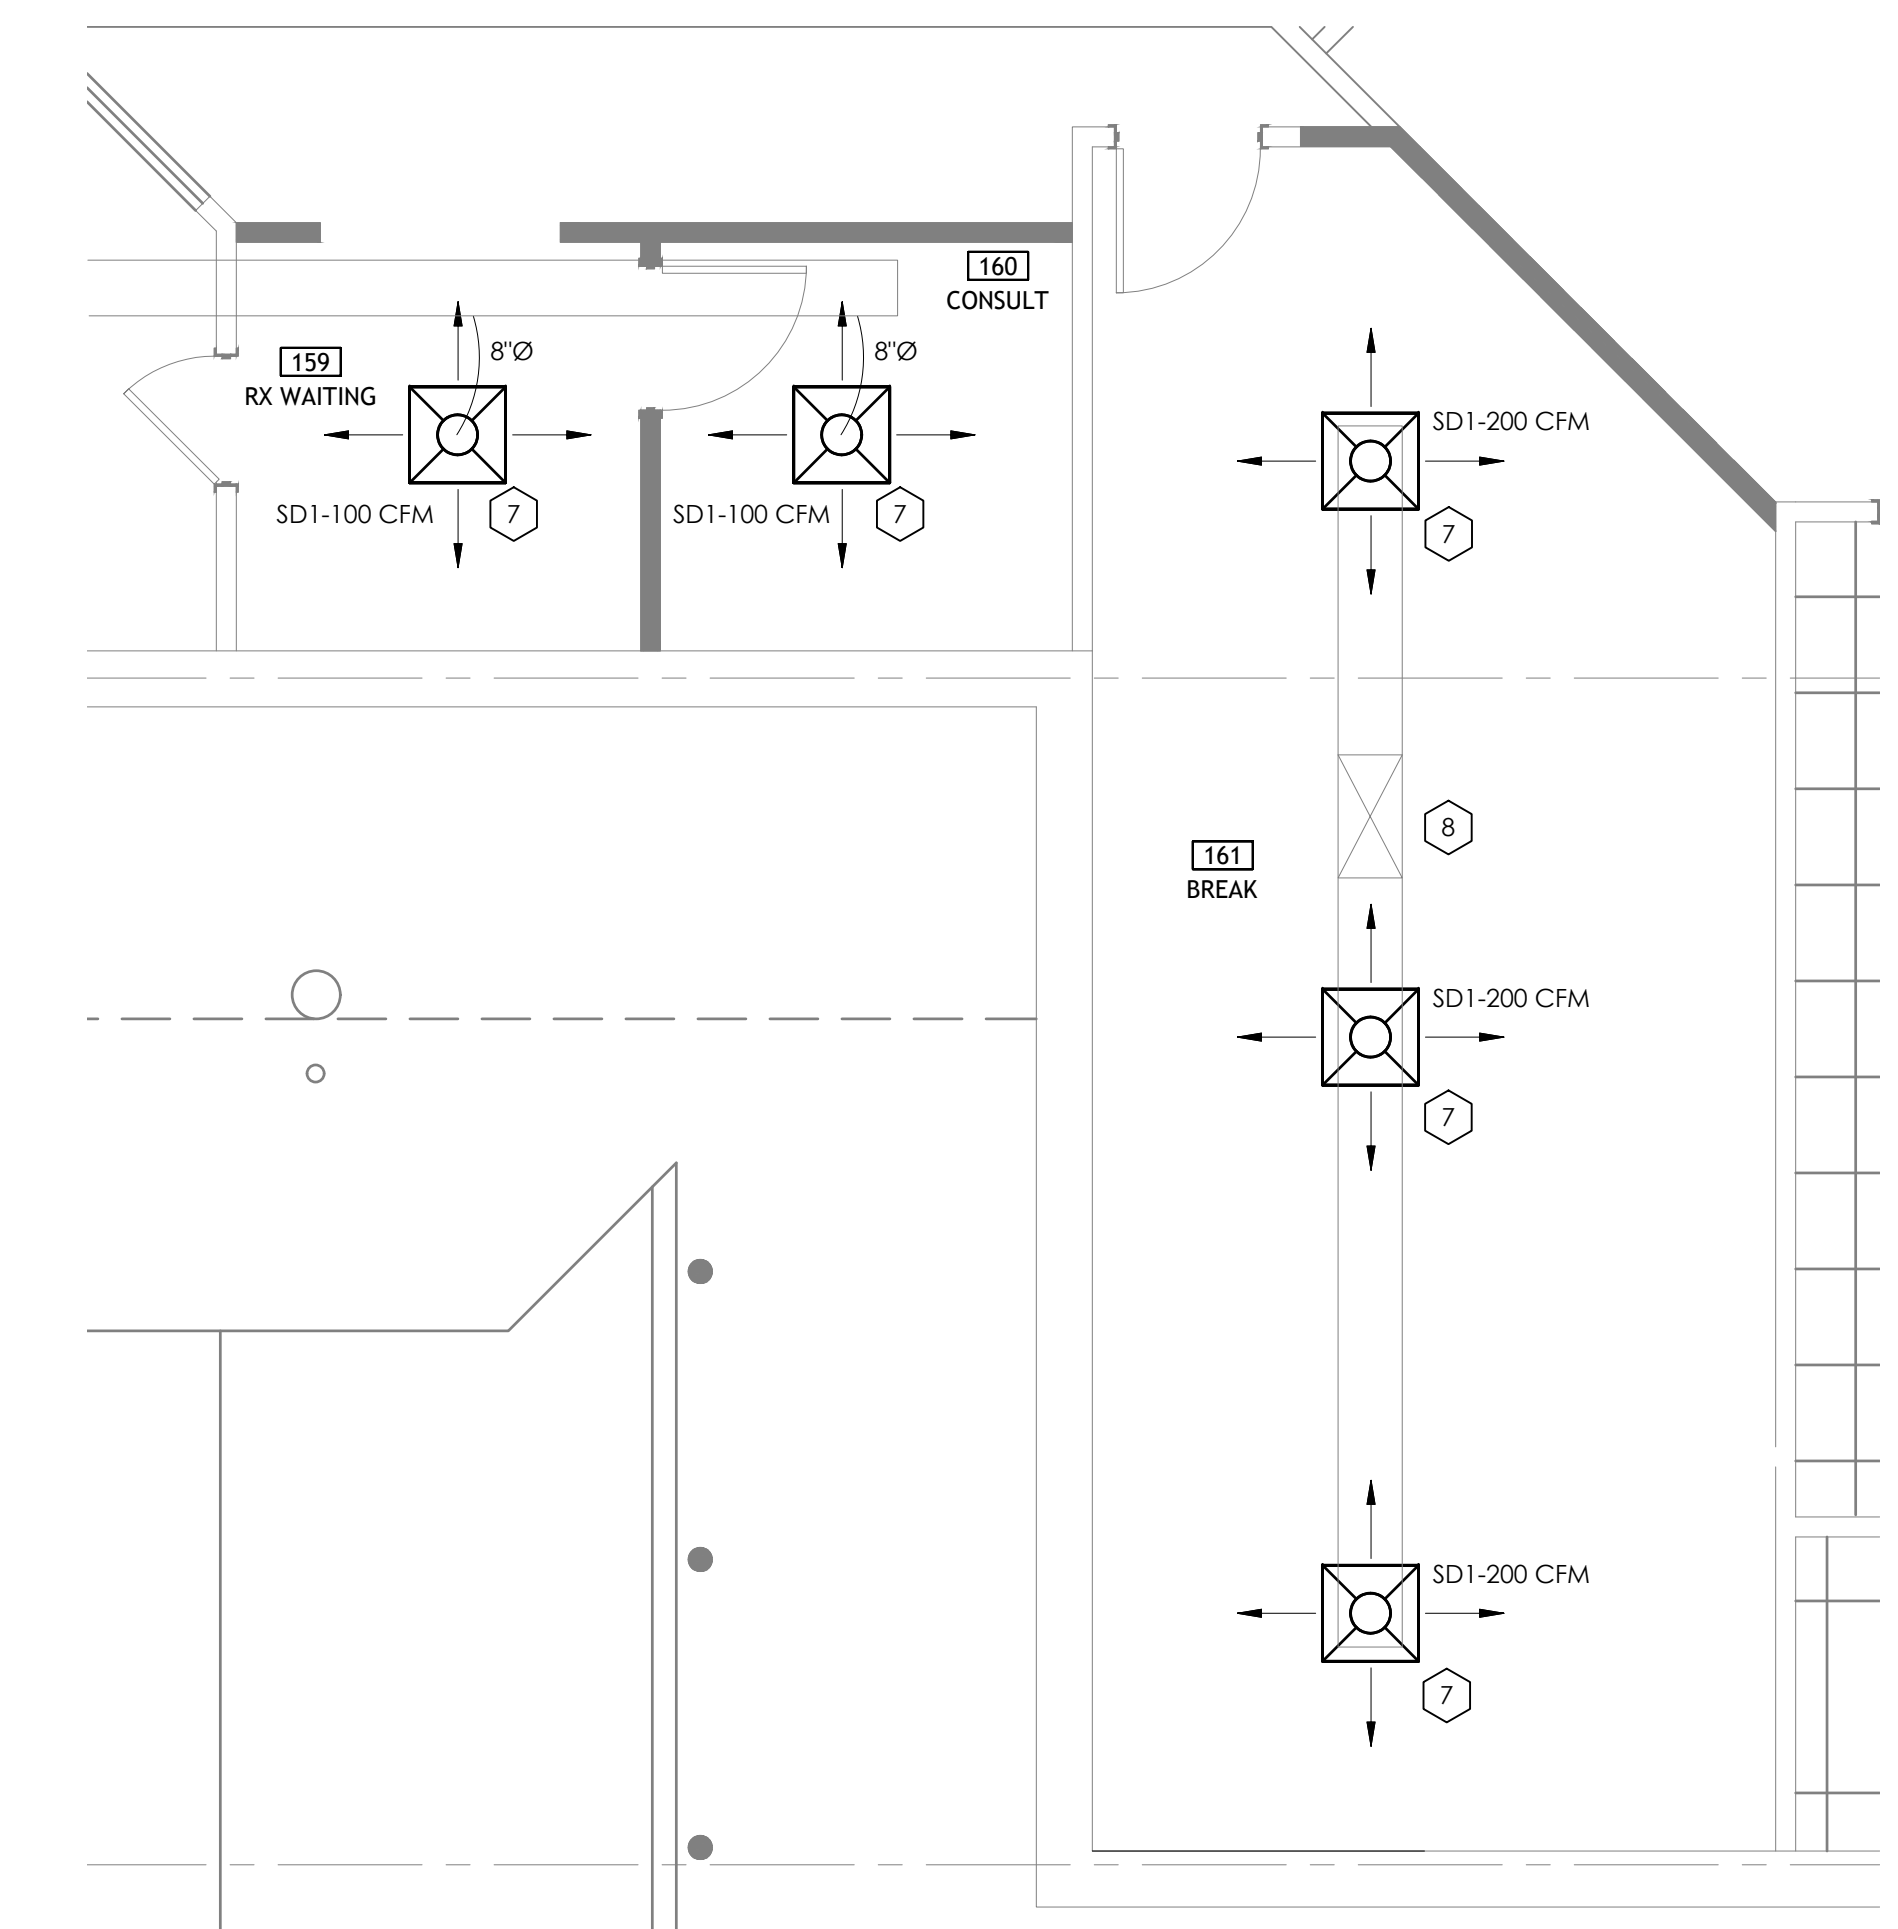 160
CONSULT
159
RX WAITING
8"Ø
8"Ø
SD1-100 CFM
7
SD1-100 CFM
7
SD1-200 CFM
7
8
161
BREAK
SD1-200 CFM
7
SD1-200 CFM
7